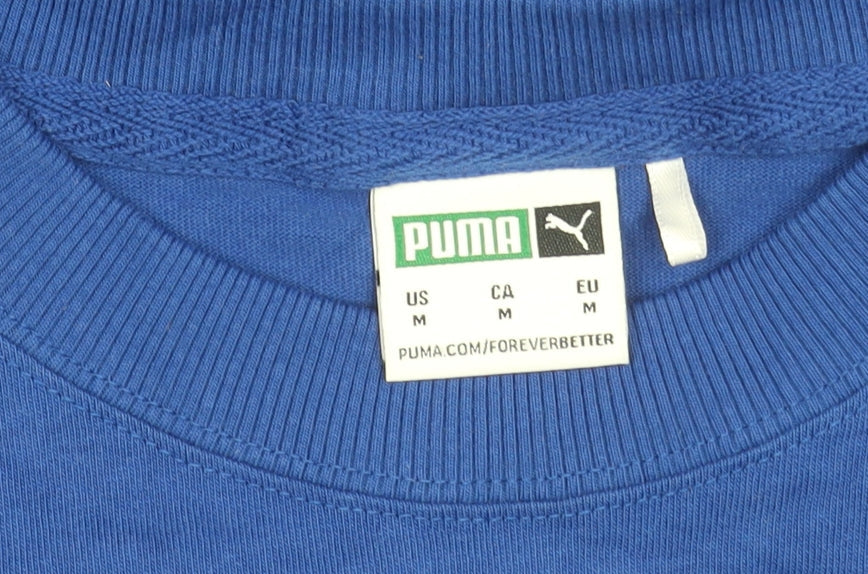 PUMA
US CA EU
M M M
PUMA.COM/FOREVERBETTER